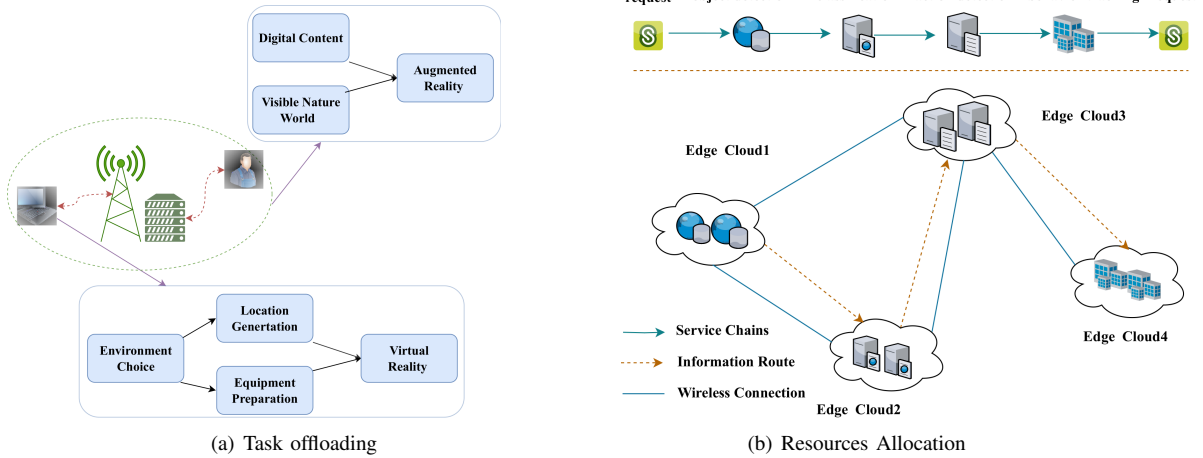 Digital Content
Visible Nature
World
Augmented
Reality
Location
Genertation
Environment
Choice
Equipment
Preparation
Virtual
Reality
(a) Task offloading
Edge Cloud1
Edge Cloud3
Edge Cloud4
Edge Cloud2
Service Chains
Information Route
Wireless Connection
(b) Resources Allocation